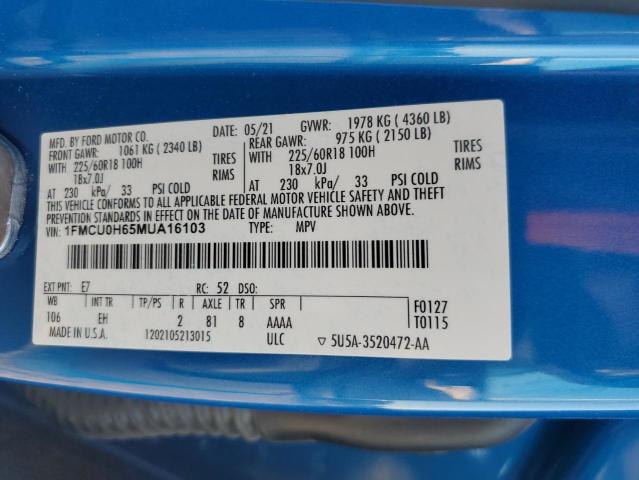 MFD. BY FORD MOTOR CO. 05/21 GVWR: 1978 KG ( 4360 LB)
FRONT GAWR: 1061 KG ( 2340 LB) REAR GAWR: 975 KG ( 2150 LB)
WITH 225/60R18 100H TIRES WITH 225/60R18 100H TIRES
18x7.0J RIMS 18x7.0J RIMS
AT 230 kPa/ 33 PSI COLD AT 230 kPa/ 33 PSI COLD
THIS VEHICLE CONFORMS TO ALL APPLICABLE FEDERAL MOTOR VEHICLE SAFETY AND THEFT
PREVENTION STANDARDS IN EFFECT ON THE DATE OF MANUFACTURE SHOWN ABOVE.
VIN: 1FMCU0H65MUA16103 TYPE: MPV
EXT PNT: E7 RC: 52 DSO:
WB INT TR TP/PS R AXLE TR SPR F0127
106 EH 2 81 8 AAAA T0115
MADE IN U.S.A. 1202105213015 ULC ▽ 5U5A-3520472-AA